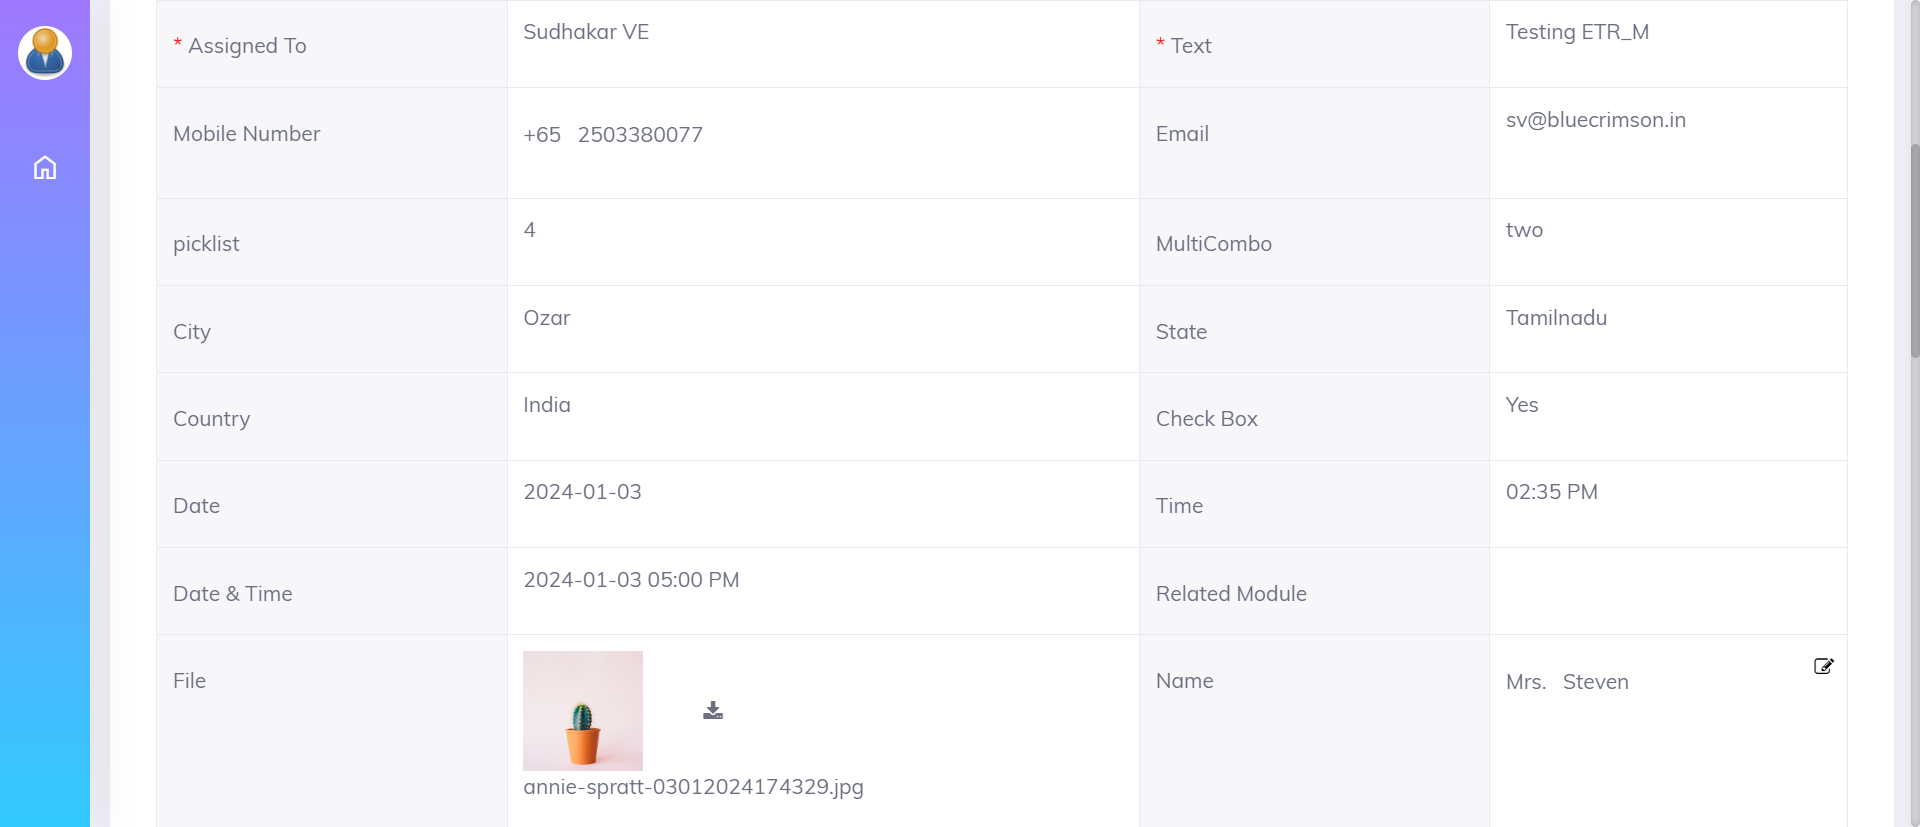 * Assigned To Sudhakar VE * Text Testing ETR_M
Mobile Number +65 2503380077 Email sv@bluecrimson.in
picklist 4 MultiCombo two
City Ozar State Tamilnadu
Country India Check Box Yes
Date 2024-01-03 Time 02:35 PM
Date & Time 2024-01-03 05:00 PM Related Module
File Name Mrs. Steven
annie-spratt-03012024174329.jpg